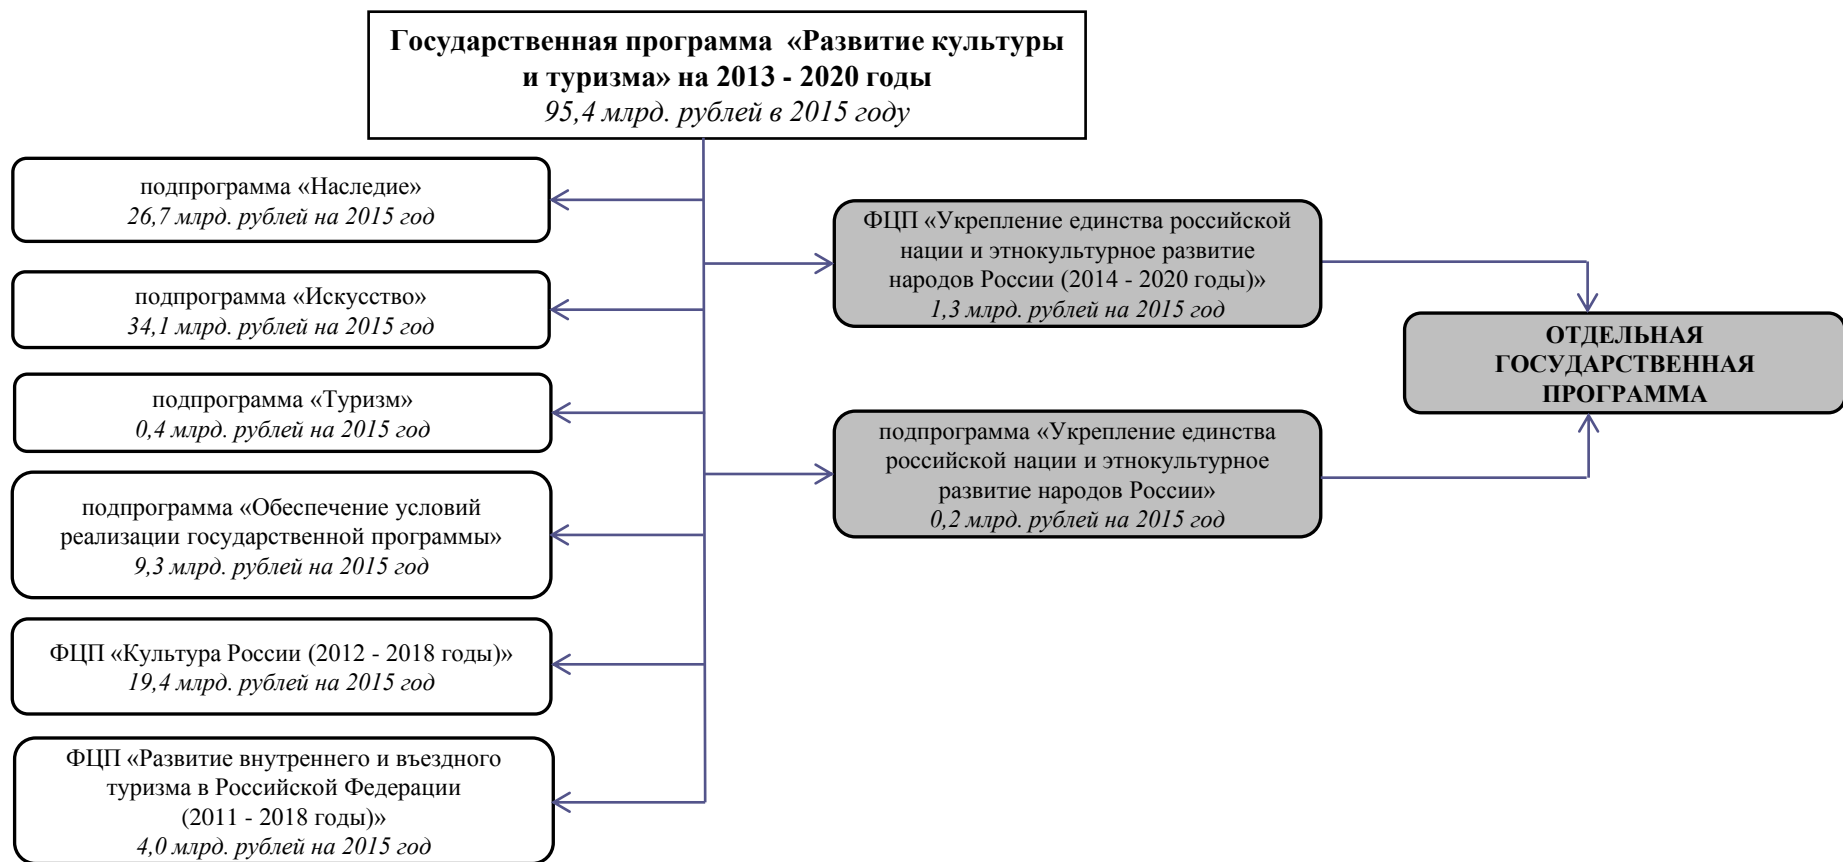 Государственная программа «Развитие культуры
и туризма» на 2013 - 2020 годы
95,4 млрд. рублей в 2015 году
подпрограмма «Наследие»
26,7 млрд. рублей на 2015 год
подпрограмма «Искусство»
34,1 млрд. рублей на 2015 год
подпрограмма «Туризм»
0,4 млрд. рублей на 2015 год
подпрограмма «Обеспечение условий
реализации государственной программы»
9,3 млрд. рублей на 2015 год
ФЦП «Культура России (2012 - 2018 годы)»
19,4 млрд. рублей на 2015 год
ФЦП «Развитие внутреннего и въездного
туризма в Российской Федерации
(2011 - 2018 годы)»
4,0 млрд. рублей на 2015 год
ФЦП «Укрепление единства российской
нации и этнокультурное развитие
народов России (2014 - 2020 годы)»
1,3 млрд. рублей на 2015 год
подпрограмма «Укрепление единства
российской нации и этнокультурное
развитие народов России»
0,2 млрд. рублей на 2015 год
ОТДЕЛЬНАЯ
ГОСУДАРСТВЕННАЯ
ПРОГРАММА